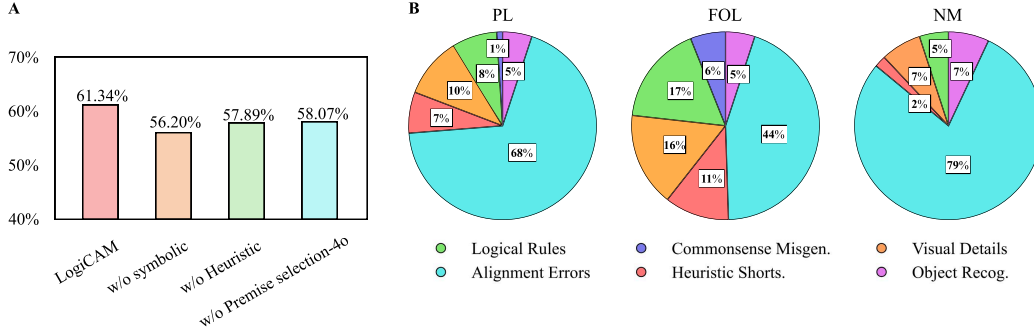 A
70%
60%
50%
40%
61.34%
56.20%
57.89%
58.07%
LogiCAM
w/o symbolic
w/o Heuristic
w/o Premise selection-4o
B
PL
1%
5%
8%
10%
7%
68%
FOL
6%
5%
17%
44%
16%
11%
NM
5%
7%
7%
2%
79%
Logical Rules
Commonsense Misgen.
Visual Details
Alignment Errors
Heuristic Shorts.
Object Recog.